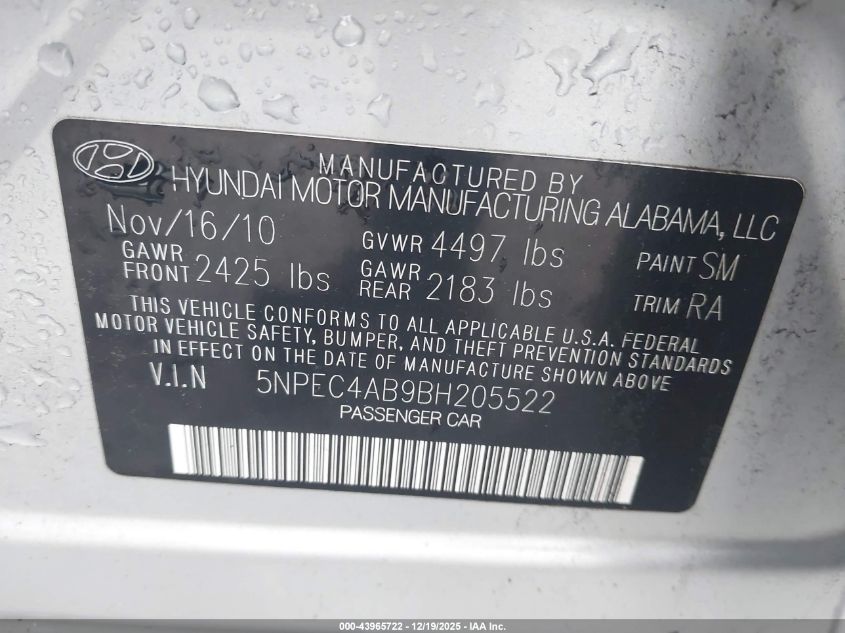 MANUFACTURED BY
HYUNDAI MOTOR MANUFACTURING ALABAMA, LLC
Nov/16/10 GVWR 4497 lbs PAINT SM
GAWR FRONT 2425 lbs GAWR REAR 2183 lbs TRIM RA
THIS VEHICLE CONFORMS TO ALL APPLICABLE U.S.A. FEDERAL
MOTOR VEHICLE SAFETY, BUMPER, AND THEFT PREVENTION STANDARDS
IN EFFECT ON THE DATE OF MANUFACTURE SHOWN ABOVE
V.I.N 5NPEC4AB9BH205522
PASSENGER CAR
000-43965722 - 12/19/2025 - IAA Inc.